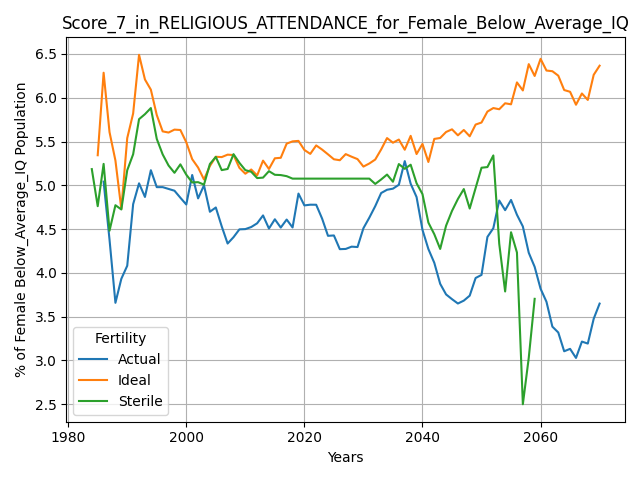 Score_7_in_RELIGIOUS_ATTENDANCE_for_Female_Below_Average_IQ
% of Female Below_Average_IQ Population
6.5
6.0
5.5
5.0
4.5
4.0
3.5
3.0
2.5
Fertility
Actual
Ideal
Sterile
1980
2000
2020
2040
2060
Years